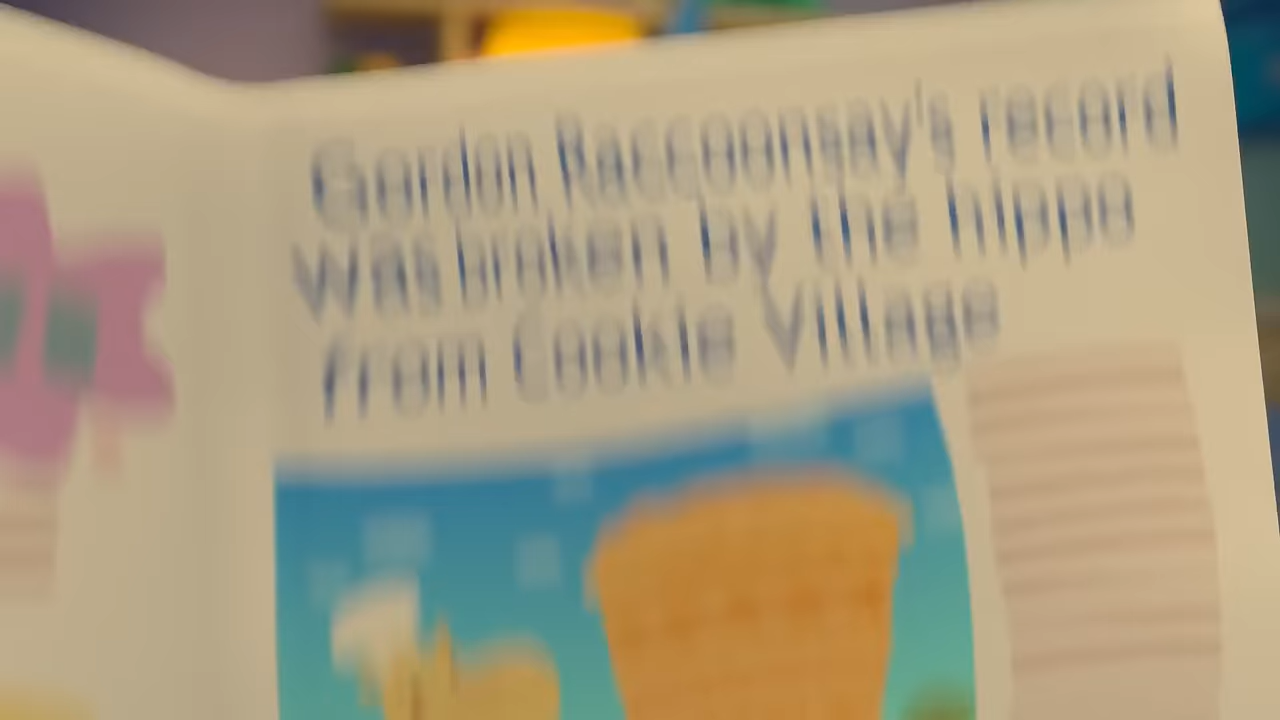 Gordon Raccoonsay's record
was broken by the hippo
from Cookie Village